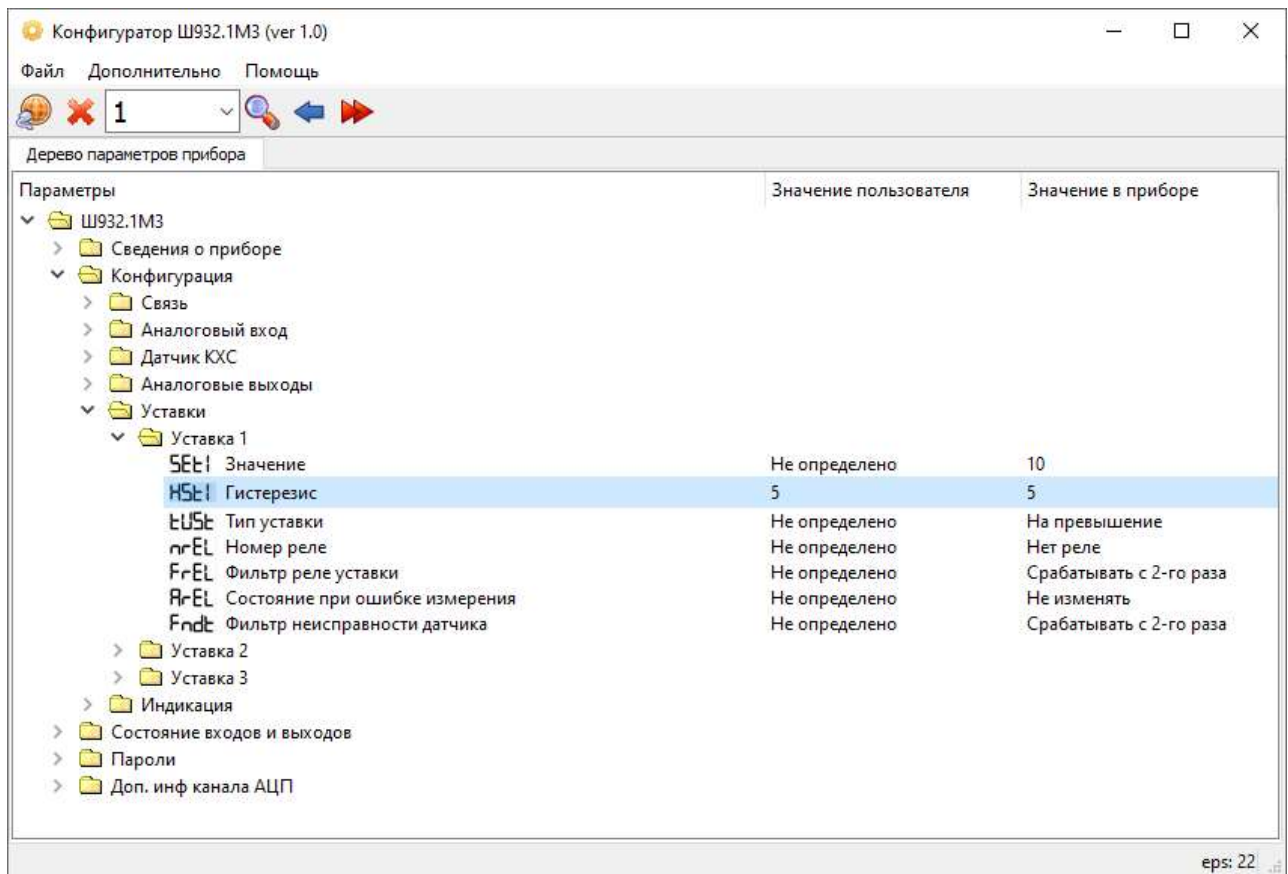 Конфигуратор Ш932.1М3 (ver 1.0)
Файл Дополнительно Помощь
1
Дерево параметров прибора
Параметры Значение пользователя Значение в приборе
Ш932.1М3
Сведения о приборе
Конфигурация
Связь
Аналоговый вход
Датчик КХС
Аналоговые выходы
Уставки
Уставка 1
SEt1 Значение Не определено 10
HSt1 Гистерезис 5 5
tUSt Тип уставки Не определено На превышение
nrEL Номер реле Не определено Нет реле
FrEL Фильтр реле уставки Не определено Срабатывать с 2-го раза
ArEL Состояние при ошибке измерения Не определено Не изменять
Fndt Фильтр неисправности датчика Не определено Срабатывать с 2-го раза
Уставка 2
Уставка 3
Индикация
Состояние входов и выходов
Пароли
Доп. инф канала АЦП
eps: 22